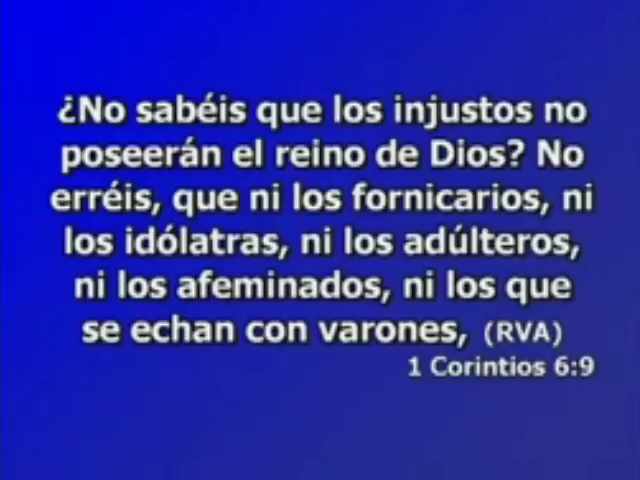 ¿No sabéis que los injustos no
poseerán el reino de Dios? No
erréis, que ni los fornicarios, ni
los idólatras, ni los adúlteros,
ni los afeminados, ni los que
se echan con varones, (RVA)
1 Corintios 6:9